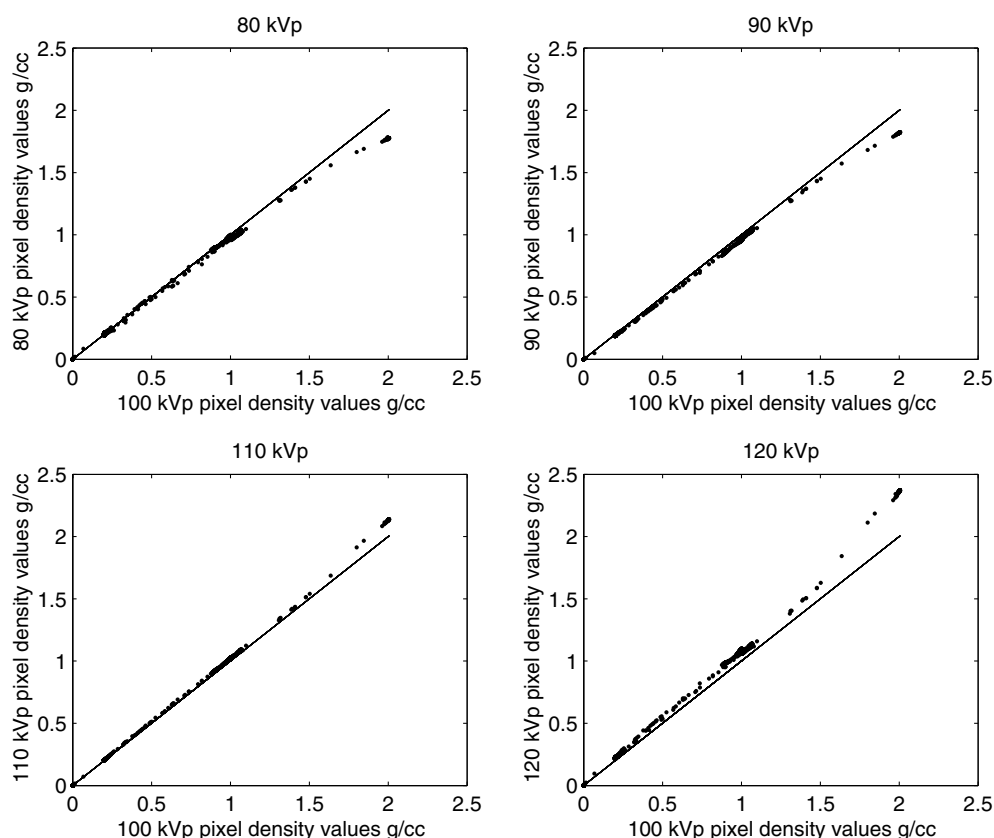 80 kVp
2.5
2
1.5
1
0.5
0
0 0.5 1 1.5 2 2.5
80 kVp pixel density values g/cc
100 kVp pixel density values g/cc
90 kVp
2.5
2
1.5
1
0.5
0
0 0.5 1 1.5 2 2.5
90 kVp pixel density values g/cc
100 kVp pixel density values g/cc
110 kVp
2.5
2
1.5
1
0.5
0
0 0.5 1 1.5 2 2.5
110 kVp pixel density values g/cc
100 kVp pixel density values g/cc
120 kVp
2.5
2
1.5
1
0.5
0
0 0.5 1 1.5 2 2.5
120 kVp pixel density values g/cc
100 kVp pixel density values g/cc